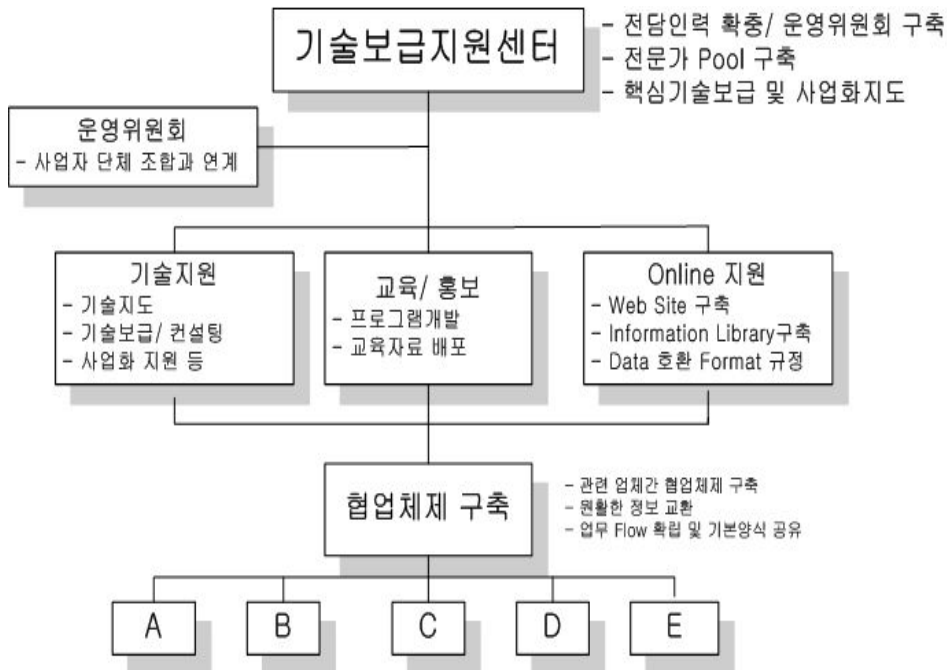 기술보급지원센터
- 전담인력 확충/ 운영위원회 구축
- 전문가 Pool 구축
- 핵심기술보급 및 사업화지도
운영위원회
- 사업자 단체 조합과 연계
기술지원
- 기술지도
- 기술보급/ 컨설팅
- 사업화 지원 등
교육/ 홍보
- 프로그램개발
- 교육자료 배포
Online 지원
- Web Site 구축
- Information Library구축
- Data 호환 Format 규정
협업체제 구축
- 관련 업체간 협업체제 구축
- 원활한 정보 교환
- 업무 Flow 확립 및 기본양식 공유
A
B
C
D
E